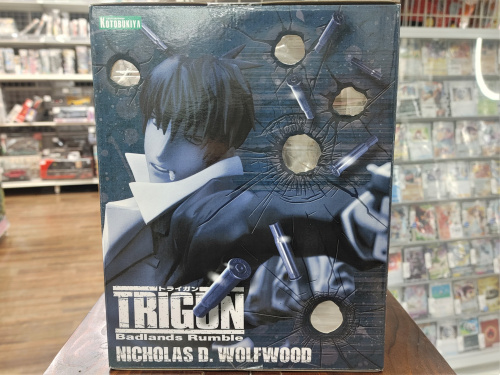 KOTOBUKIYA
トライガン
TRIGUN
Badlands Rumble
NICHOLAS D. WOLFWOOD